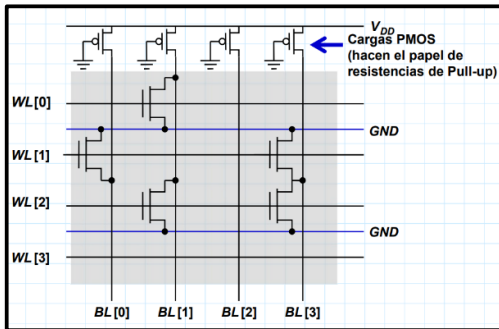 V_DD
Cargas PMOS
(hacen el papel de
resistencias de Pull-up)
WL[0]
GND
WL[1]
WL[2]
GND
WL[3]
BL[0] BL[1] BL[2] BL[3]